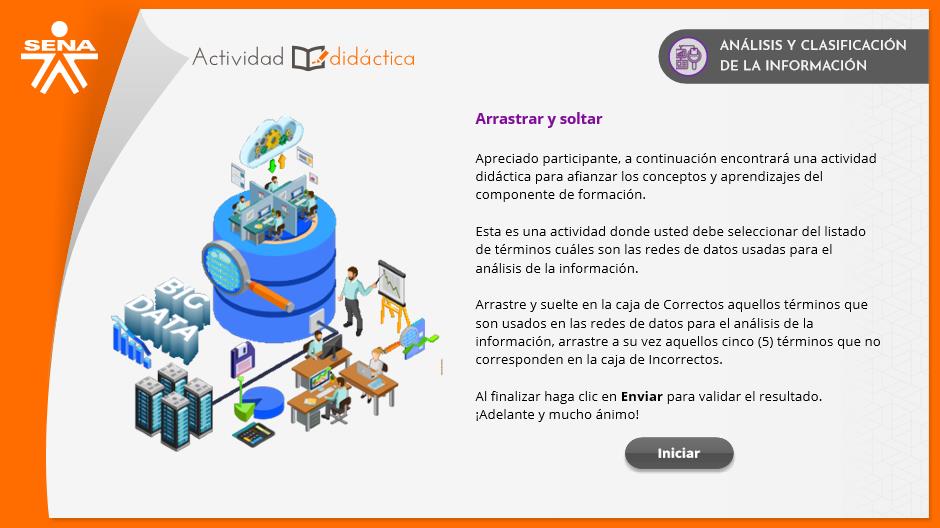 SENA
Actividad didáctica
ANÁLISIS Y CLASIFICACIÓN
DE LA INFORMACIÓN
Arrastrar y soltar
Apreciado participante, a continuación encontrará una actividad
didáctica para afianzar los conceptos y aprendizajes del
componente de formación.
Esta es una actividad donde usted debe seleccionar del listado
de términos cuáles son las redes de datos usadas para el
análisis de la información.
Arrastre y suelte en la caja de Correctos aquellos términos que
son usados en las redes de datos para el análisis de la
información, arrastre a su vez aquellos cinco (5) términos que no
corresponden en la caja de Incorrectos.
Al finalizar haga clic en Enviar para validar el resultado.
¡Adelante y mucho ánimo!
Iniciar
BIG
DATA